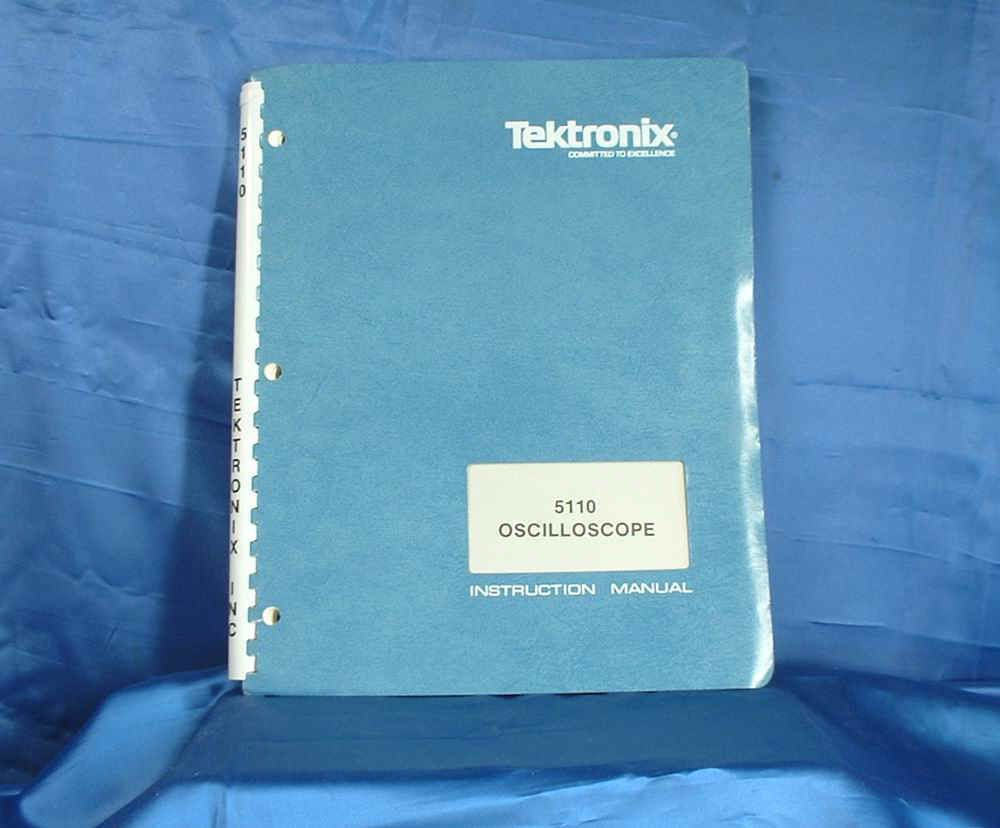 5110
TEKTRONIX INC
Tektronix®
COMMITTED TO EXCELLENCE
5110
OSCILLOSCOPE
INSTRUCTION MANUAL